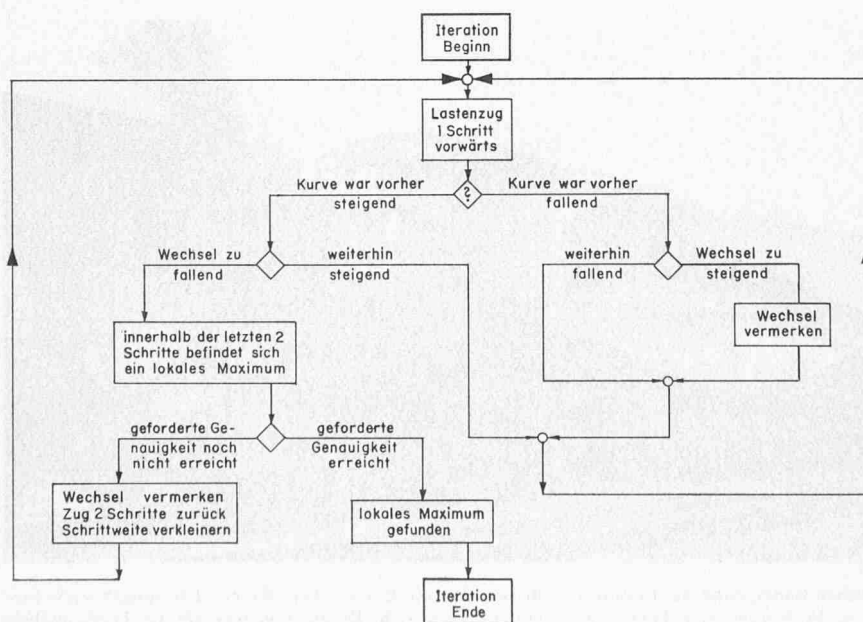 Iteration
Beginn
Lastenzug
1 Schritt
vorwärts
Kurve war vorher
steigend
?
Kurve war vorher
fallend
Wechsel zu
fallend
weiterhin
steigend
weiterhin
fallend
Wechsel zu
steigend
Wechsel
vermerken
innerhalb der letzten 2
Schritte befindet sich
ein lokales Maximum
geforderte Ge-
nauigkeit noch
nicht erreicht
geforderte
Genauigkeit
erreicht
Wechsel vermerken
Zug 2 Schritte zurück
Schrittweite verkleinern
lokales Maximum
gefunden
Iteration
Ende